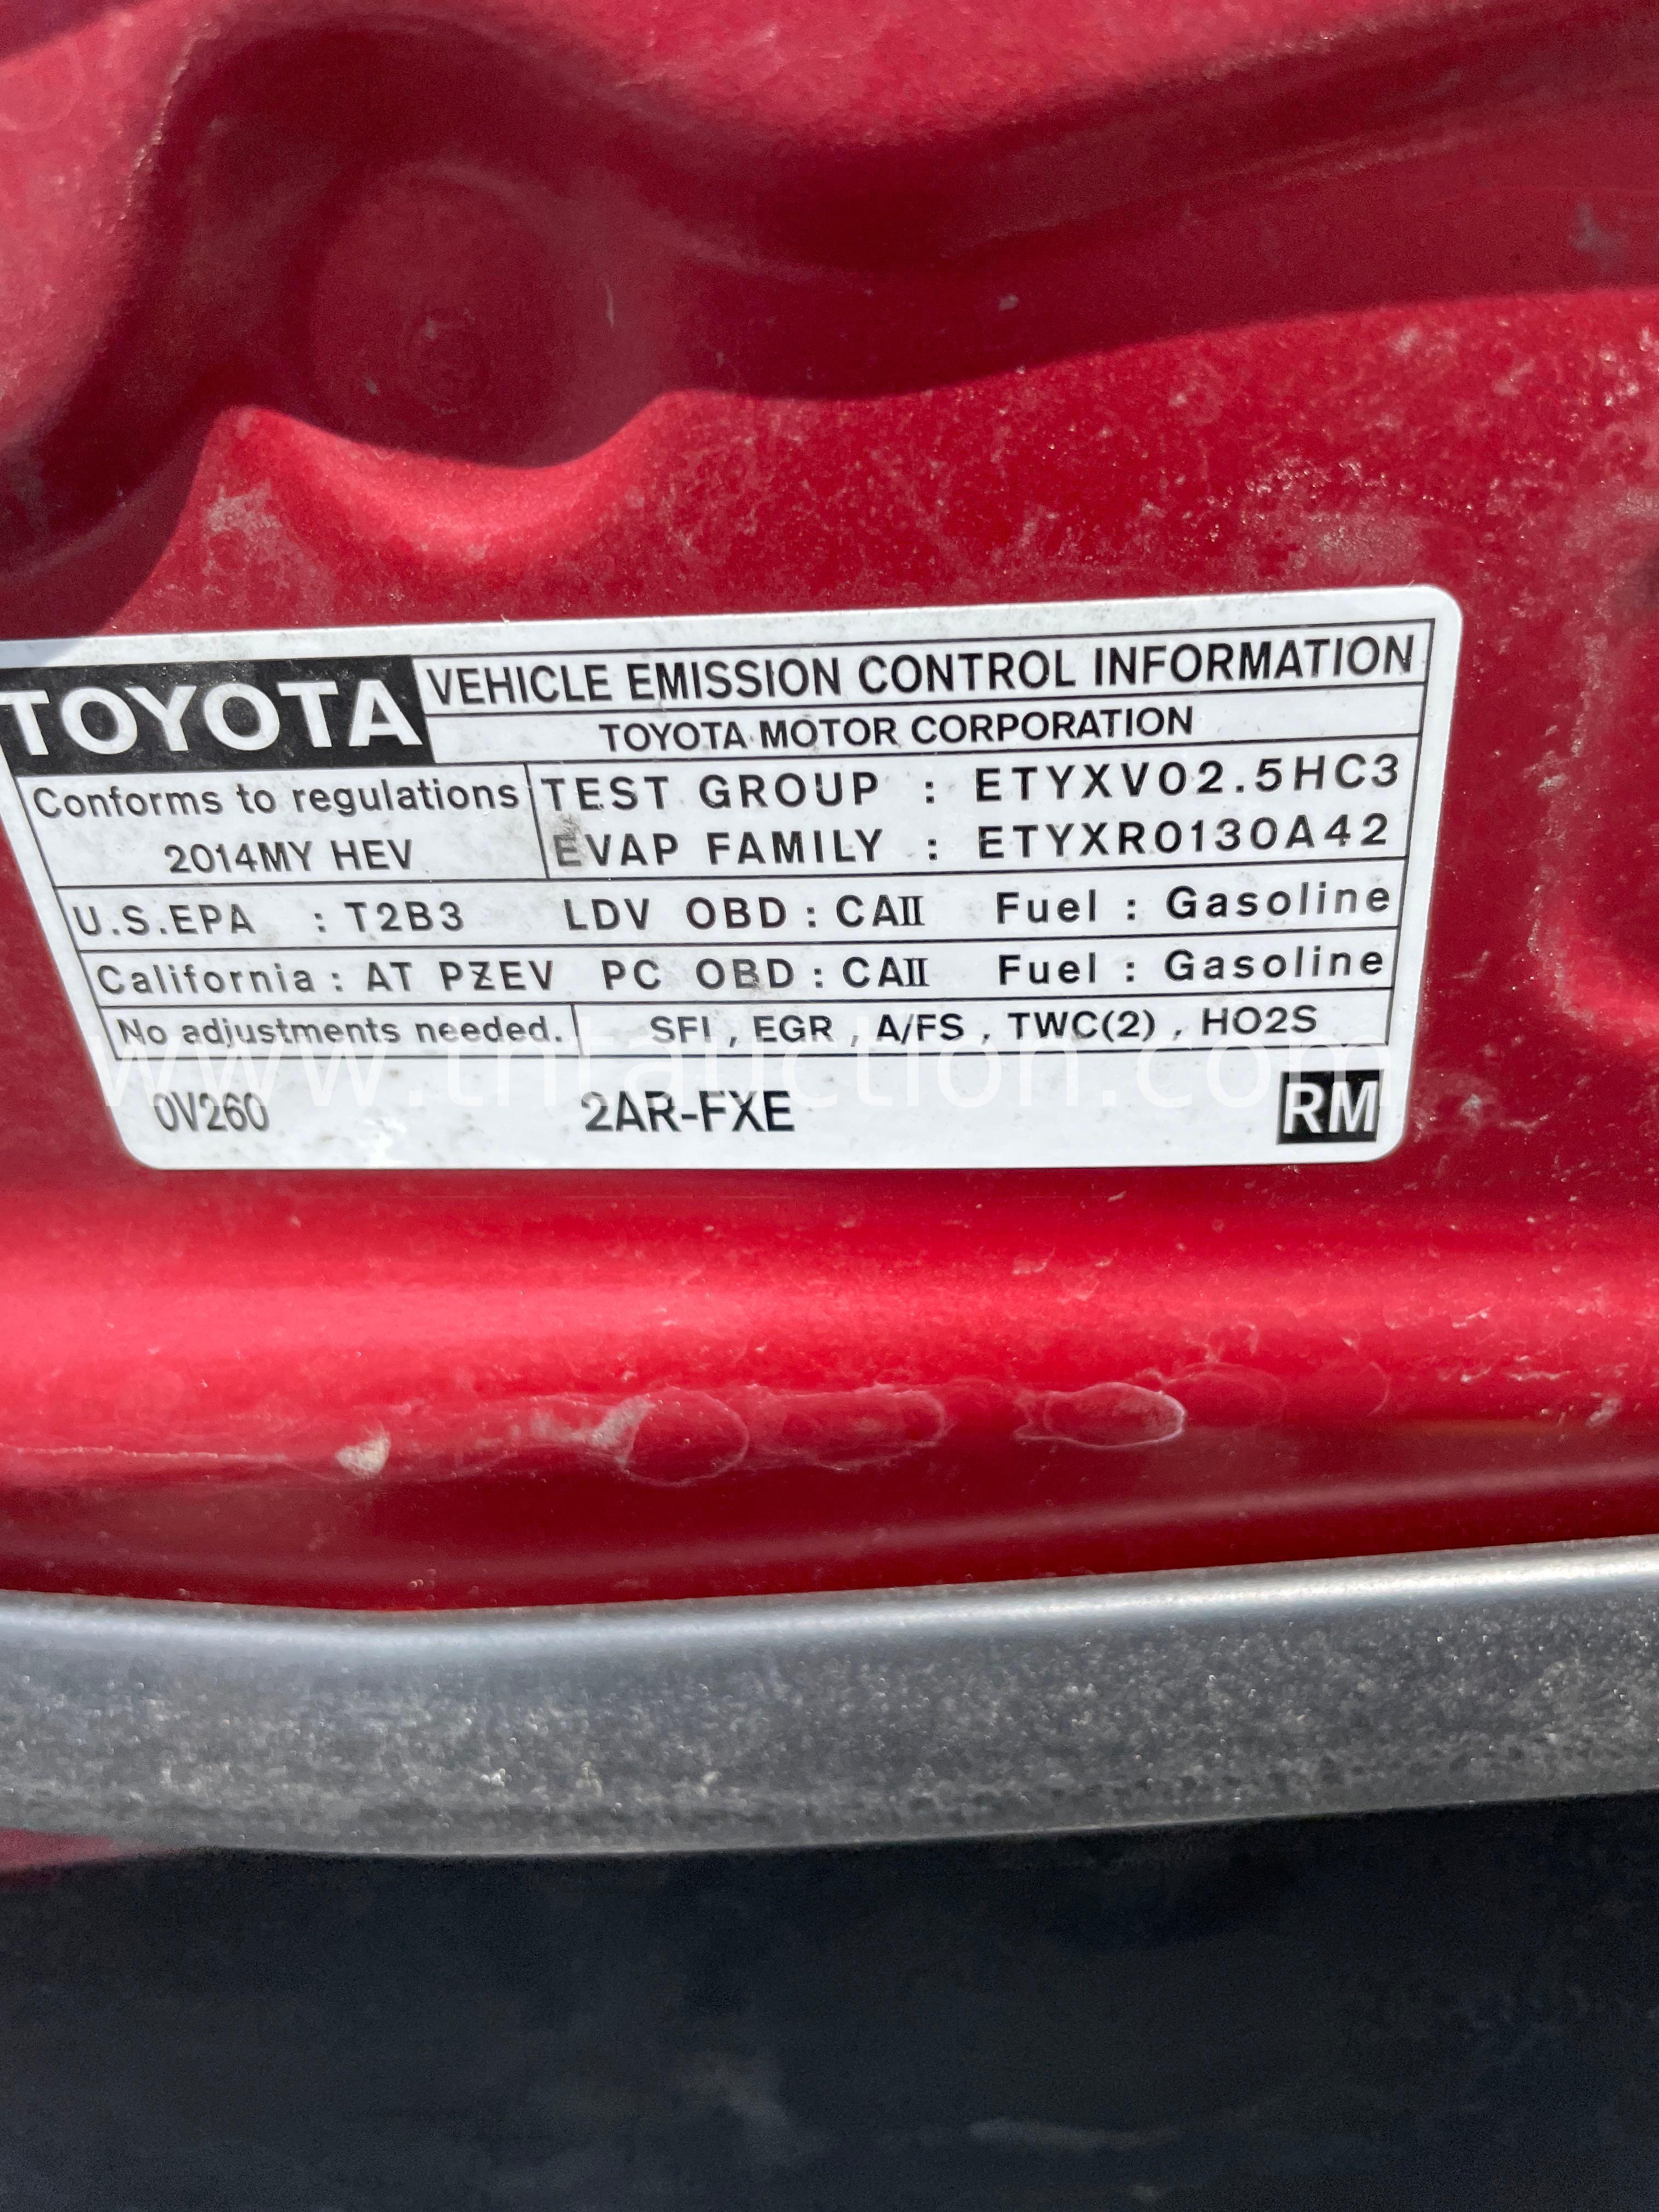 TOYOTA VEHICLE EMISSION CONTROL INFORMATION
TOYOTA MOTOR CORPORATION
Conforms to regulations
2014MY HEV
TEST GROUP : ETYXV02.5HC3
EVAP FAMILY : ETYXR0130A42
U.S.EPA : T2B3 LDV OBD : CAII Fuel : Gasoline
California : AT PZEV PC OBD : CAII Fuel : Gasoline
No adjustments needed. SFI , EGR , A/FS , TWC(2) , HO2S
www.tntauction.com
0V260 2AR-FXE RM